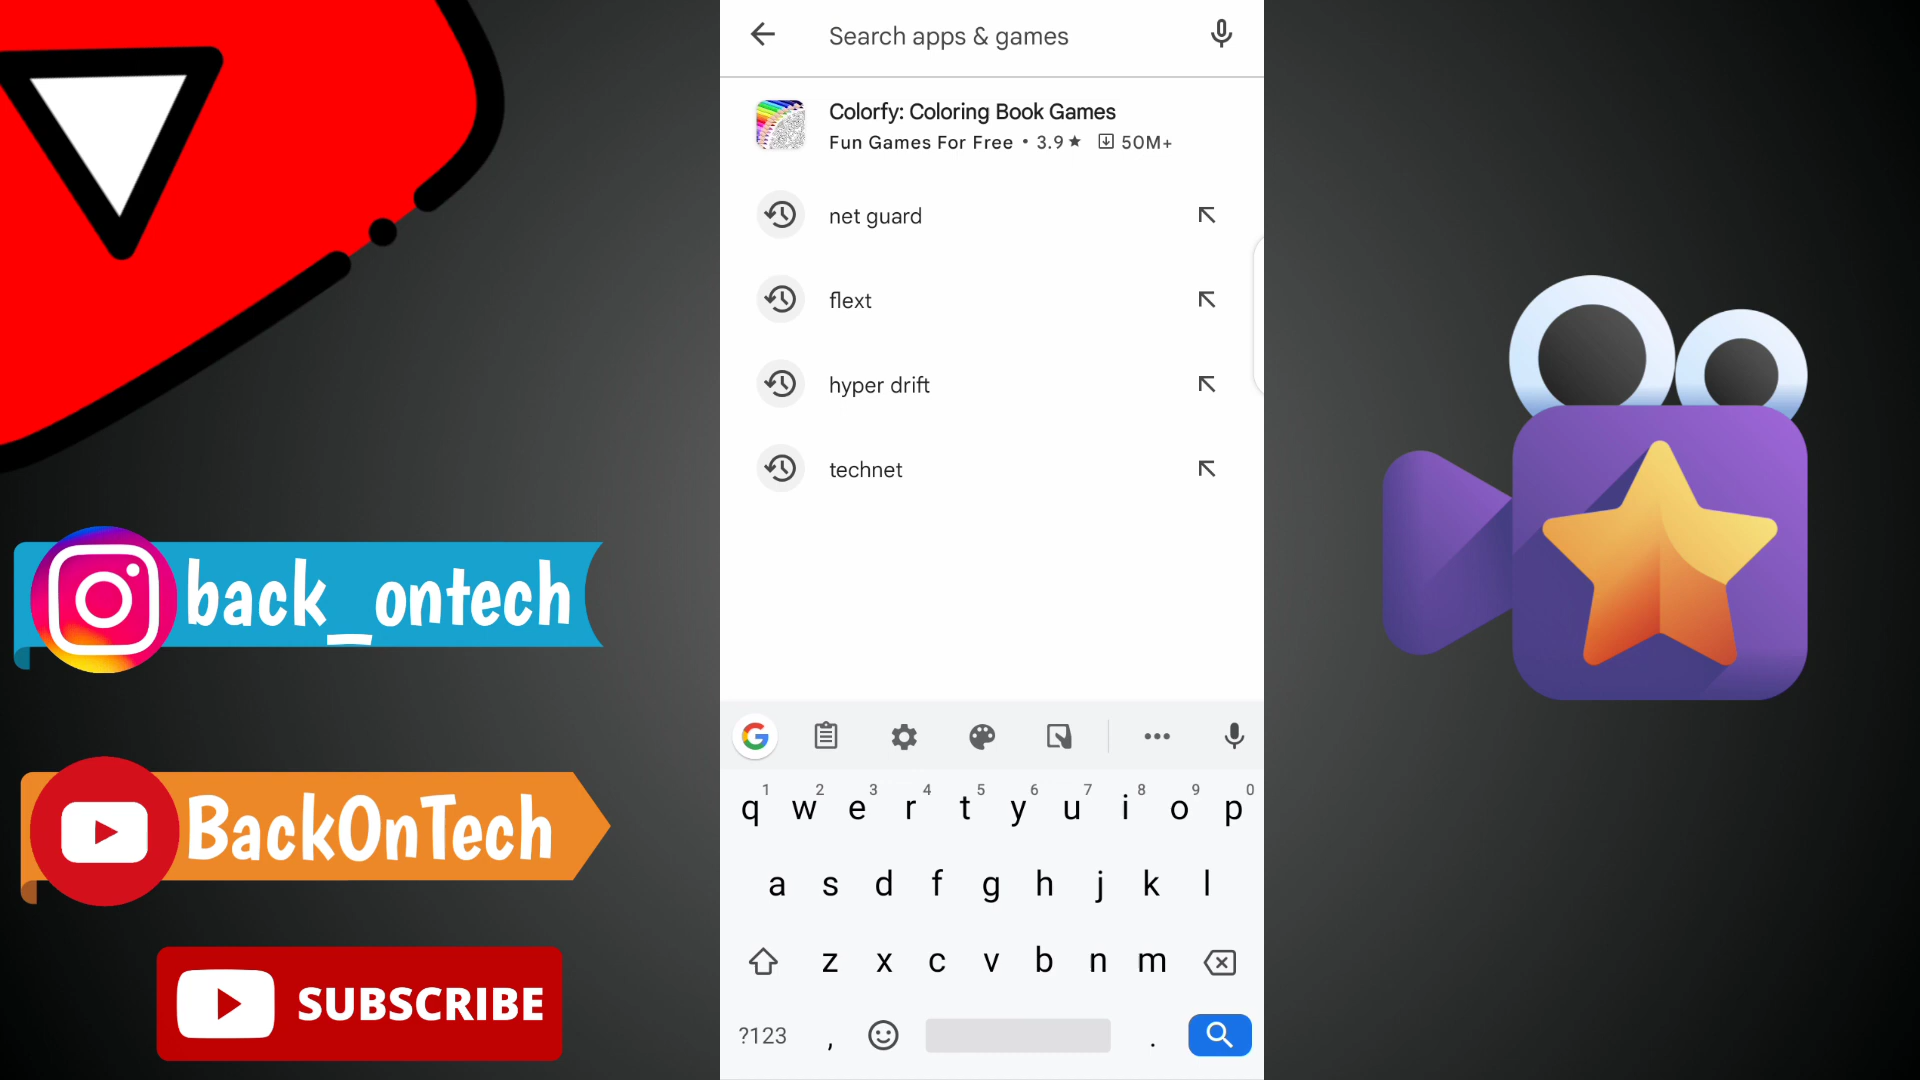 Search apps & games
Colorfy: Coloring Book Games
Fun Games For Free • 3.9 ★ 50M+
net guard
flext
hyper drift
technet
back_ontech
BackOnTech
SUBSCRIBE
1 2 3 4 5 6 7 8 9 0
q w e r t y u i o p
a s d f g h j k l
z x c v b n m
?123 , .